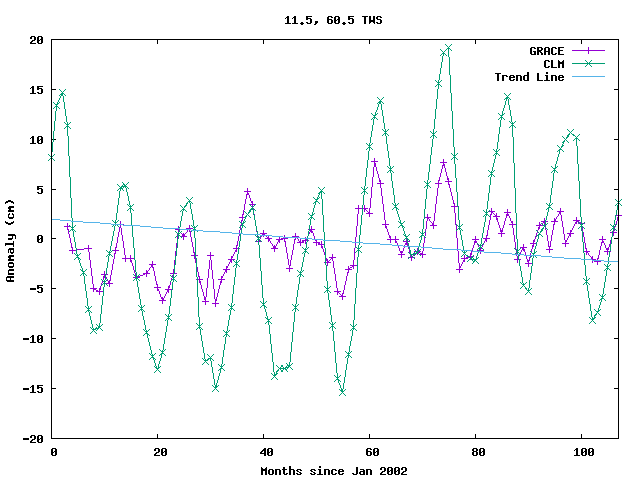 11.5, 60.5 TWS
GRACE
CLM
Trend Line
20
15
10
5
0
-5
-10
-15
-20
Anomaly (cm)
0 20 40 60 80 100
Months since Jan 2002